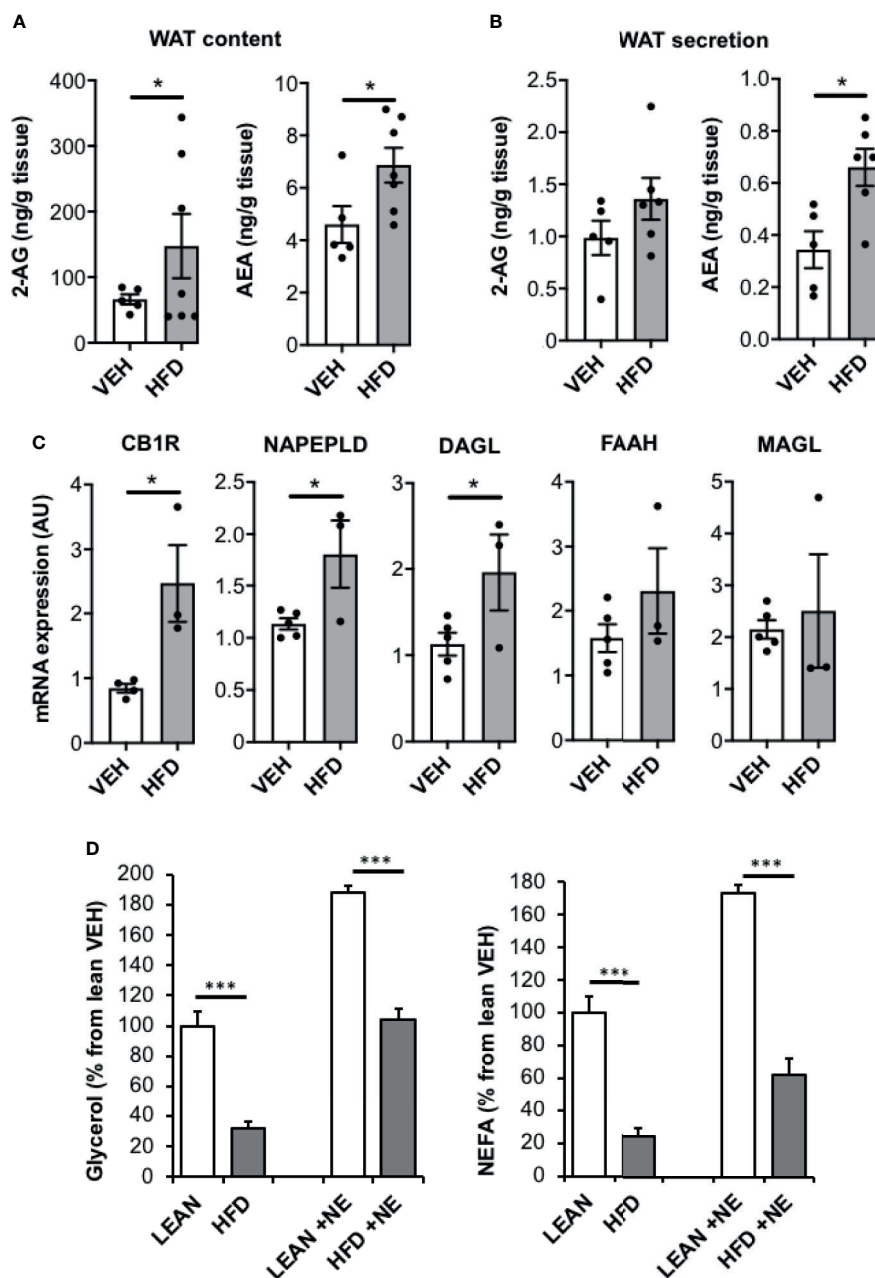 A
WAT content
2-AG (ng/g tissue)
400
300
200
100
0
*
VEH
HFD
AEA (ng/g tissue)
10
8
6
4
2
0
*
VEH
HFD
B
WAT secretion
2-AG (ng/g tissue)
2.5
2.0
1.5
1.0
0.5
.0
VEH
HFD
AEA (ng/g tissue)
1.0
0.8
0.6
0.4
0.2
0.0
*
VEH
HFD
C
mRNA expression (AU)
CB1R
4
3
2
1
0
*
VEH
HFD
NAPEPLD
2.5
2.0
1.5
1.0
0.5
0
*
VEH
HFD
DAGL
3
2
1
0
*
VEH
HFD
FAAH
4
3
2
1
0
VEH
HFD
MAGL
5
4
3
2
1
0
VEH
HFD
D
Glycerol (% from lean VEH)
200
180
160
140
120
100
80
60
40
20
0
***
***
LEAN
HFD
LEAN +NE
HFD +NE
NEFA (% from lean VEH)
180
160
140
120
100
80
60
40
20
0
***
***
LEAN
HFD
LEAN +NE
HFD +NE